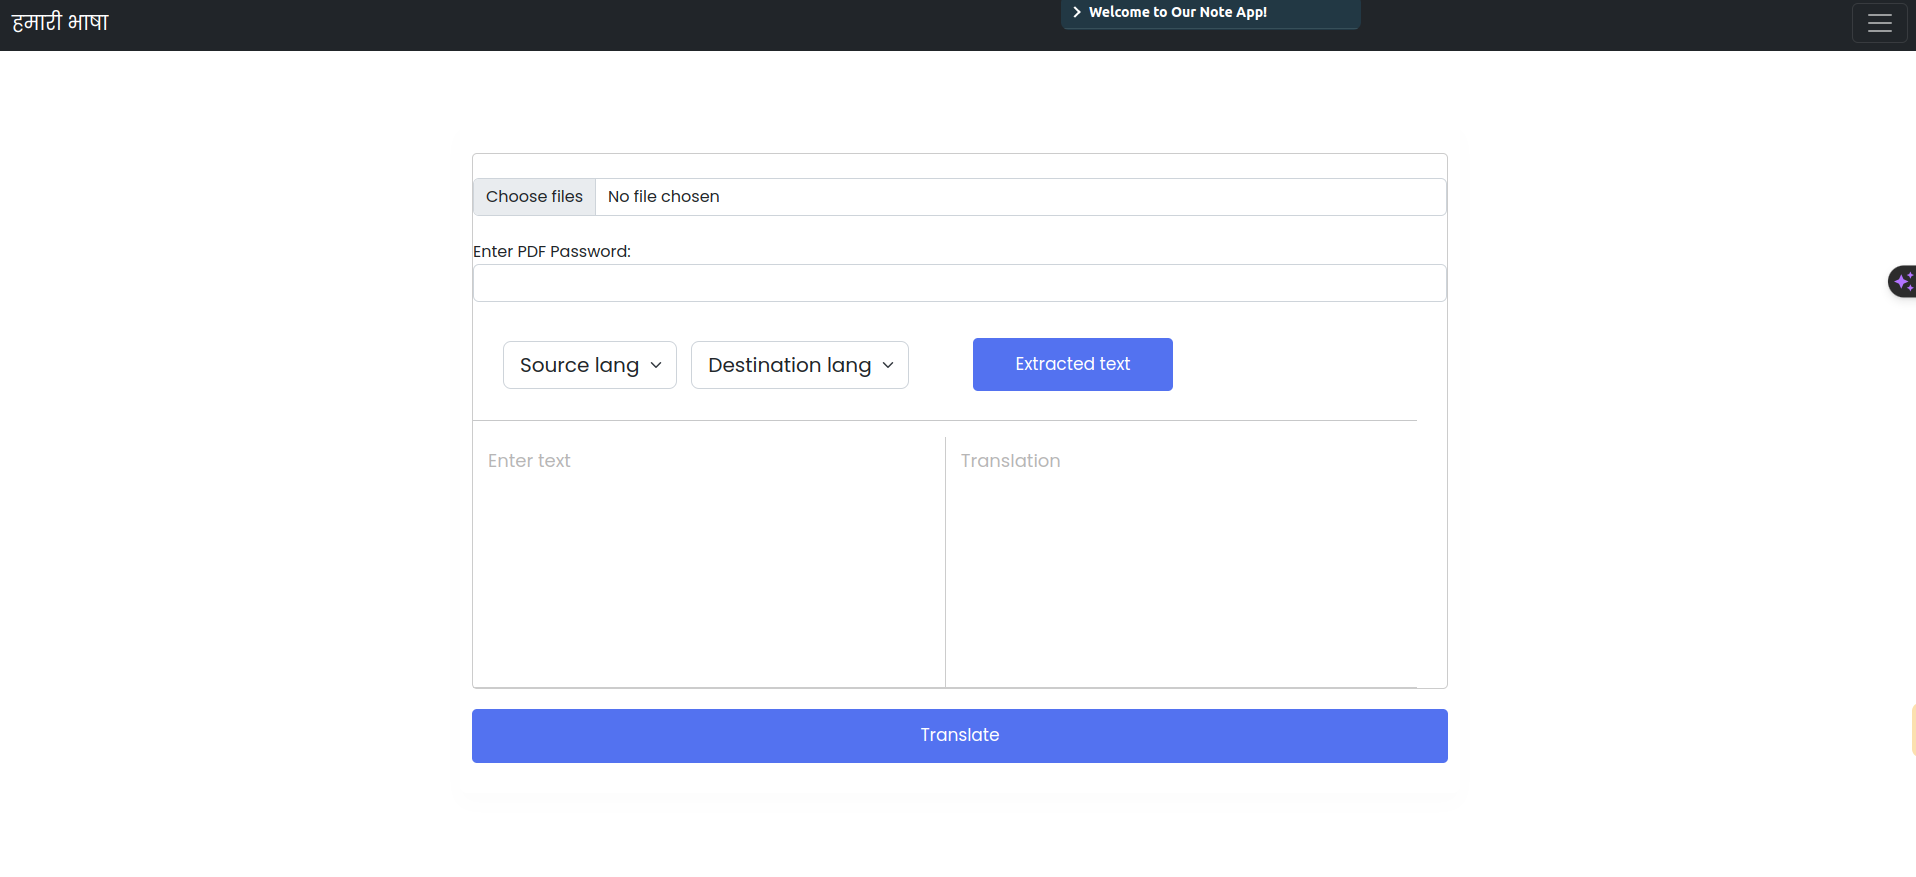 हमारी भाषा
Welcome to Our Note App!
Choose files No file chosen
Enter PDF Password:
Source lang Destination lang Extracted text
Enter text Translation
Translate